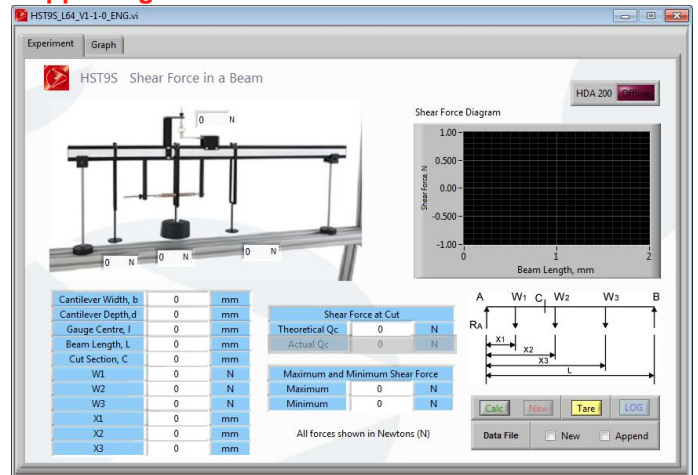 HST9S_L64_V1-1-0_ENG.vi
Experiment
Graph
HST9S Shear Force in a Beam
HDA 200
Offline
0 N
0 N
0 N
0 N
Shear Force Diagram
Shear Force, N
1.00
0.500
0.00
-0.500
-1.00
0 1 2
Beam Length, mm
Cantilever Width, b 0 mm
Cantilever Depth,d 0 mm
Gauge Centre, l 0 mm
Beam Length, L 0 mm
Cut Section, C 0 mm
W1 0 N
W2 0 N
W3 0 N
X1 0 mm
X2 0 mm
X3 0 mm
Shear Force at Cut
Theoretical Qc 0 N
Actual Qc 0 N
Maximum and Minimum Shear Force
Maximum 0 N
Minimum 0 N
All forces shown in Newtons (N)
A W1 C W2 W3 B
RA
X1
X2
X3
L
Calc New Tare LOG
Data File New Append